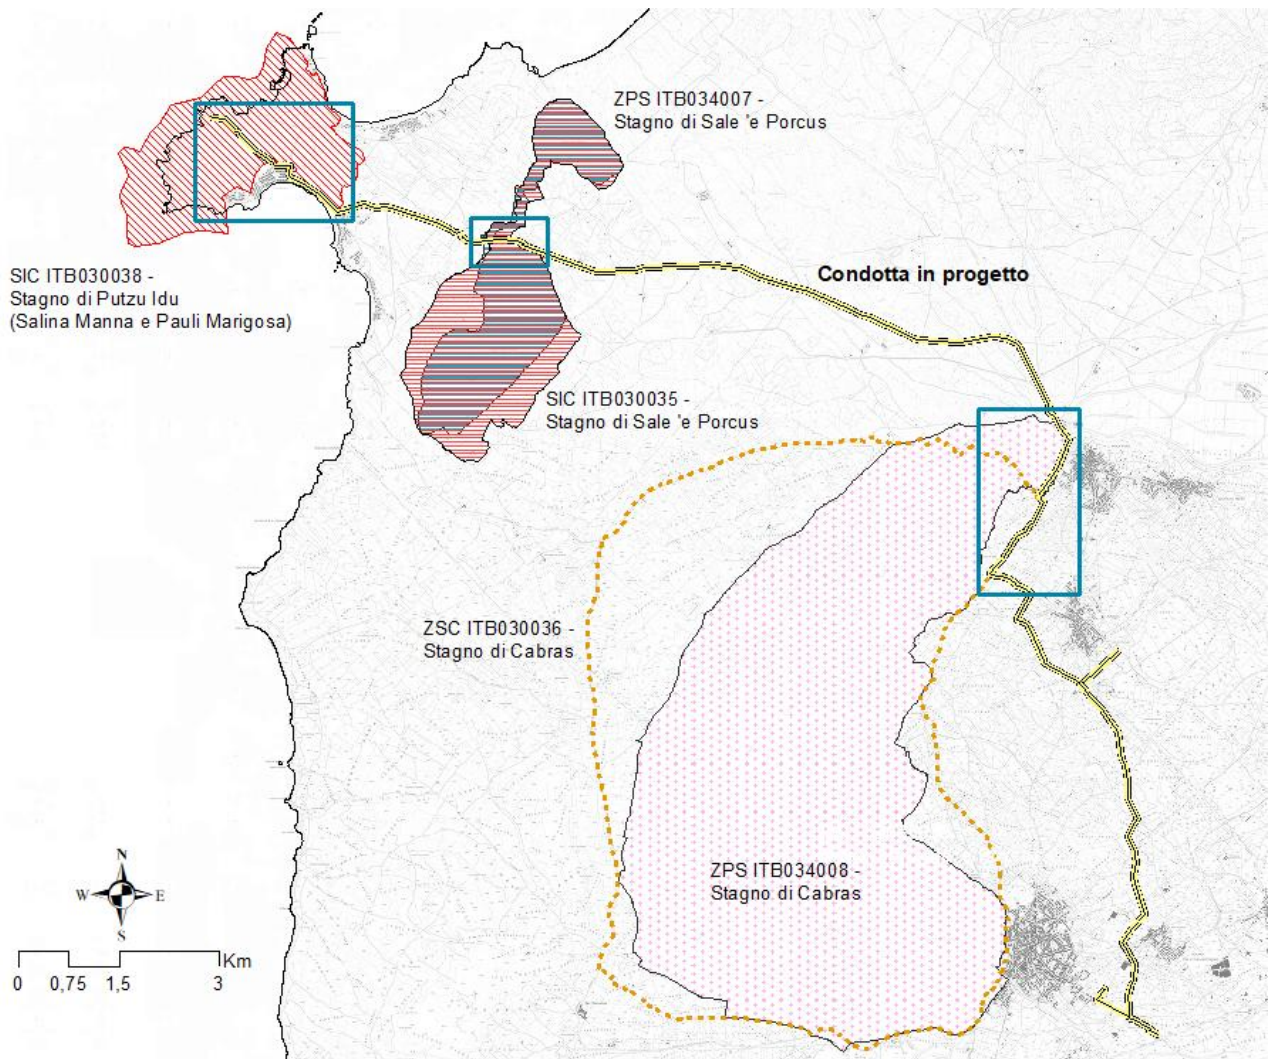 ZPS ITB034007 -
Stagno di Sale 'e Porcus
SIC ITB030038 -
Stagno di Putzu Idu
(Salina Manna e Pauli Marigosa)
Condotta in progetto
SIC ITB030035 -
Stagno di Sale 'e Porcus
ZSC ITB030036 -
Stagno di Cabras
ZPS ITB034008 -
Stagno di Cabras
N
W E
S
Km
0 0,75 1,5 3